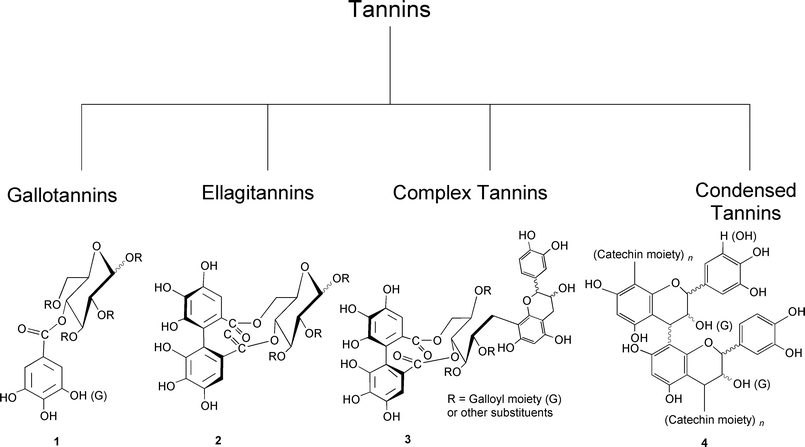 Tannins
Gallotannins
Ellagitannins
Complex Tannins
Condensed
Tannins
O
OR
RO
O
OR
RO
O
C
OH (G)
HO
OH
1
OH
HO
HO
HO
HO
HO
OH
C
O
O
C
O
O
O
OR
OR
RO
2
HO
OH
O
OH
HO
OH
OR
O
OR
RO
C
O
O
C
O
OH
HO
HO
HO
HO
HO
OH
R = Galloyl moiety (G)
or other substituents
3
H (OH)
OH
OH
(Catechin moiety) n
HO
O
OH
OH (G)
OH
OH
HO
O
OH
OH (G)
(Catechin moiety) n
4